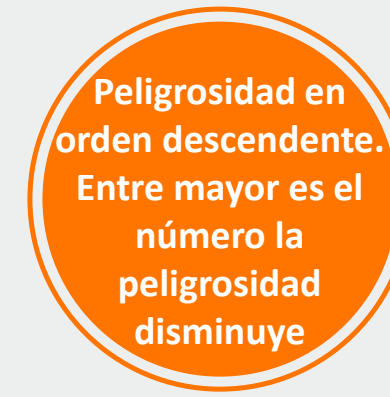 Peligrosidad en
orden descendente.
Entre mayor es el
número la
peligrosidad
disminuye